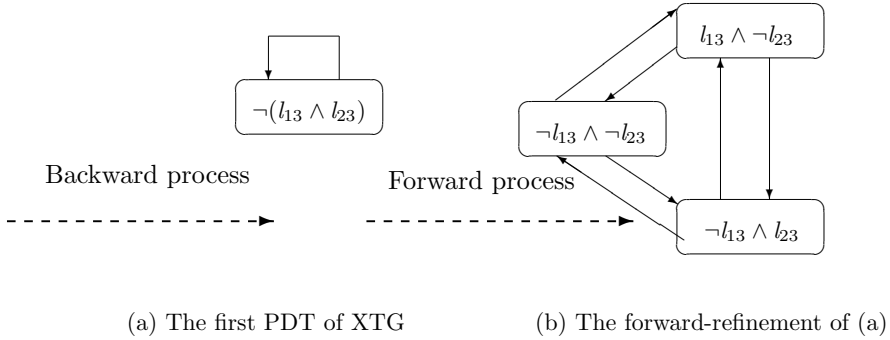 l₁₃ ∧ ¬l₂₃
¬(l₁₃ ∧ l₂₃)
¬l₁₃ ∧ ¬l₂₃
Backward process
Forward process
¬l₁₃ ∧ l₂₃
(a) The first PDT of XTG
(b) The forward-refinement of (a)